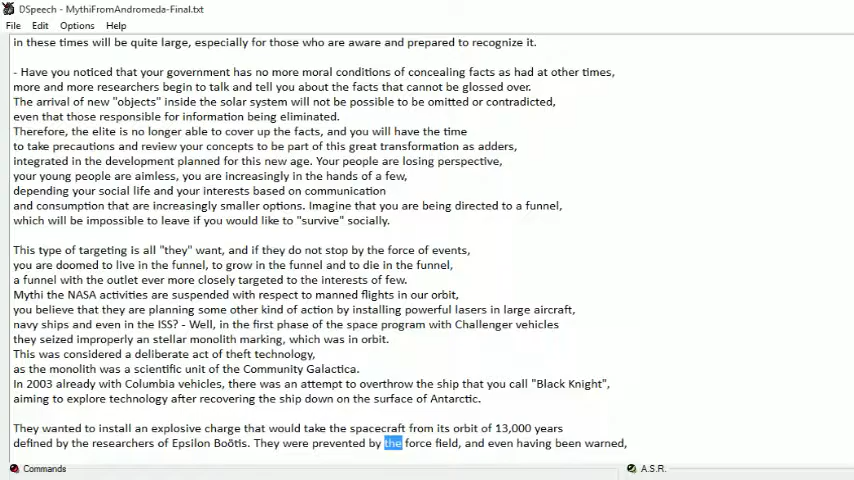 DSpeech - MythiFromAndromeda-Final.txt
File Edit Options Help
in these times will be quite large, especially for those who are aware and prepared to recognize it.
- Have you noticed that your government has no more moral conditions of concealing facts as had at other times,
more and more researchers begin to talk and tell you about the facts that cannot be glossed over.
The arrival of new "objects" inside the solar system will not be possible to be omitted or contradicted,
even that those responsible for information being eliminated.
Therefore, the elite is no longer able to cover up the facts, and you will have the time
to take precautions and review your concepts to be part of this great transformation as adders,
integrated in the development planned for this new age. Your people are losing perspective,
your young people are aimless, you are increasingly in the hands of a few,
depending your social life and your interests based on communication
and consumption that are increasingly smaller options. Imagine that you are being directed to a funnel,
which will be impossible to leave if you would like to "survive" socially.
This type of targeting is all "they" want, and if they do not stop by the force of events,
you are doomed to live in the funnel, to grow in the funnel and to die in the funnel,
a funnel with the outlet ever more closely targeted to the interests of few.
Mythi the NASA activities are suspended with respect to manned flights in our orbit,
you believe that they are planning some other kind of action by installing powerful lasers in large aircraft,
navy ships and even in the ISS? - Well, in the first phase of the space program with Challenger vehicles
they seized improperly an stellar monolith marking, which was in orbit.
This was considered a deliberate act of theft technology,
as the monolith was a scientific unit of the Community Galactica.
In 2003 already with Columbia vehicles, there was an attempt to overthrow the ship that you call "Black Knight",
aiming to explore technology after recovering the ship down on the surface of Antarctic.
They wanted to install an explosive charge that would take the spacecraft from its orbit of 13,000 years
defined by the researchers of Epsilon Boötis. They were prevented by the force field, and even having been warned,
Commands A.S.R.